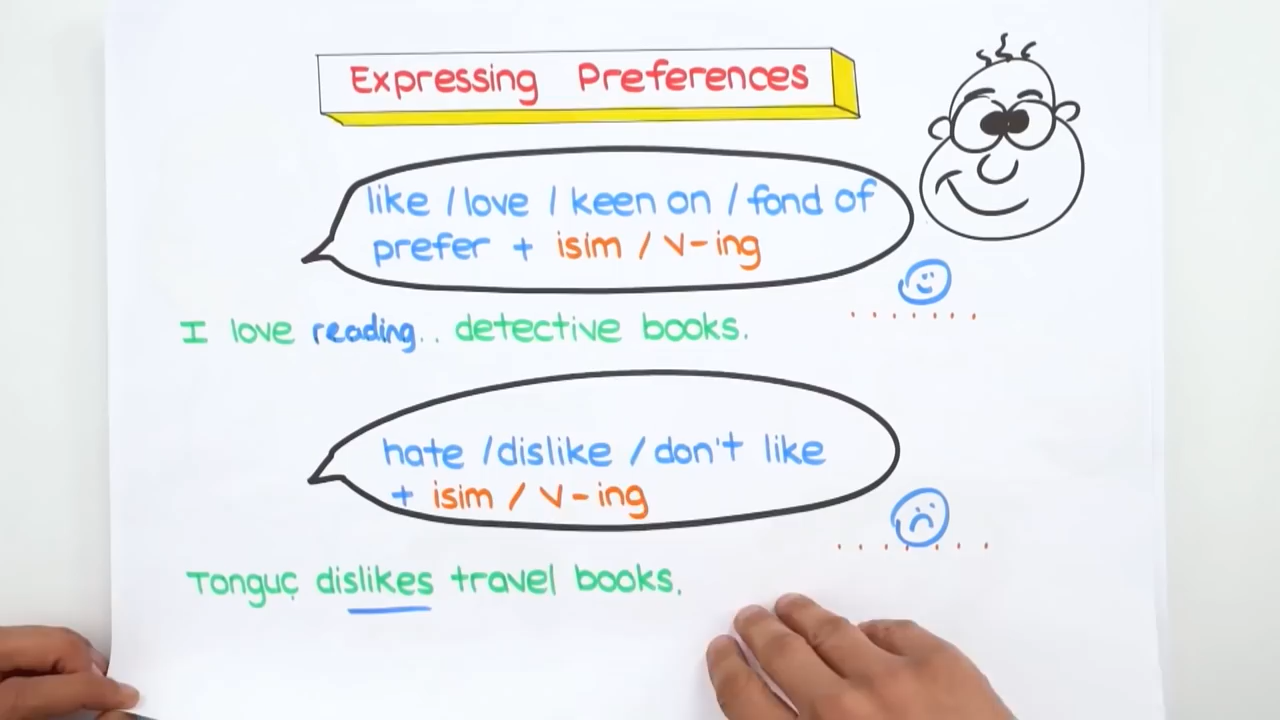 Expressing Preferences
like / love / keen on / fond of
prefer + isim / V-ing
I love reading.. detective books.
hate / dislike / don't like
+ isim / V-ing
Tonguç dislikes travel books.